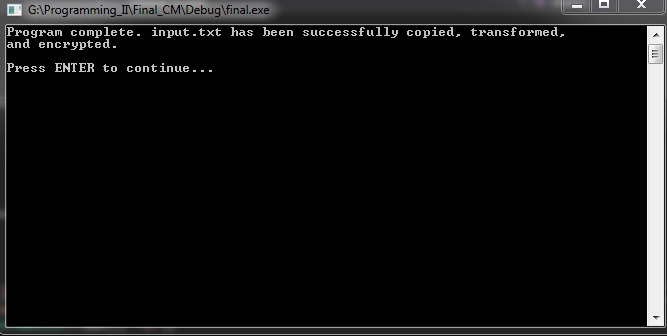 G:\Programming_II\Final_CM\Debug\final.exe
Program complete. input.txt has been successfully copied, transformed,
and encrypted.
Press ENTER to continue...